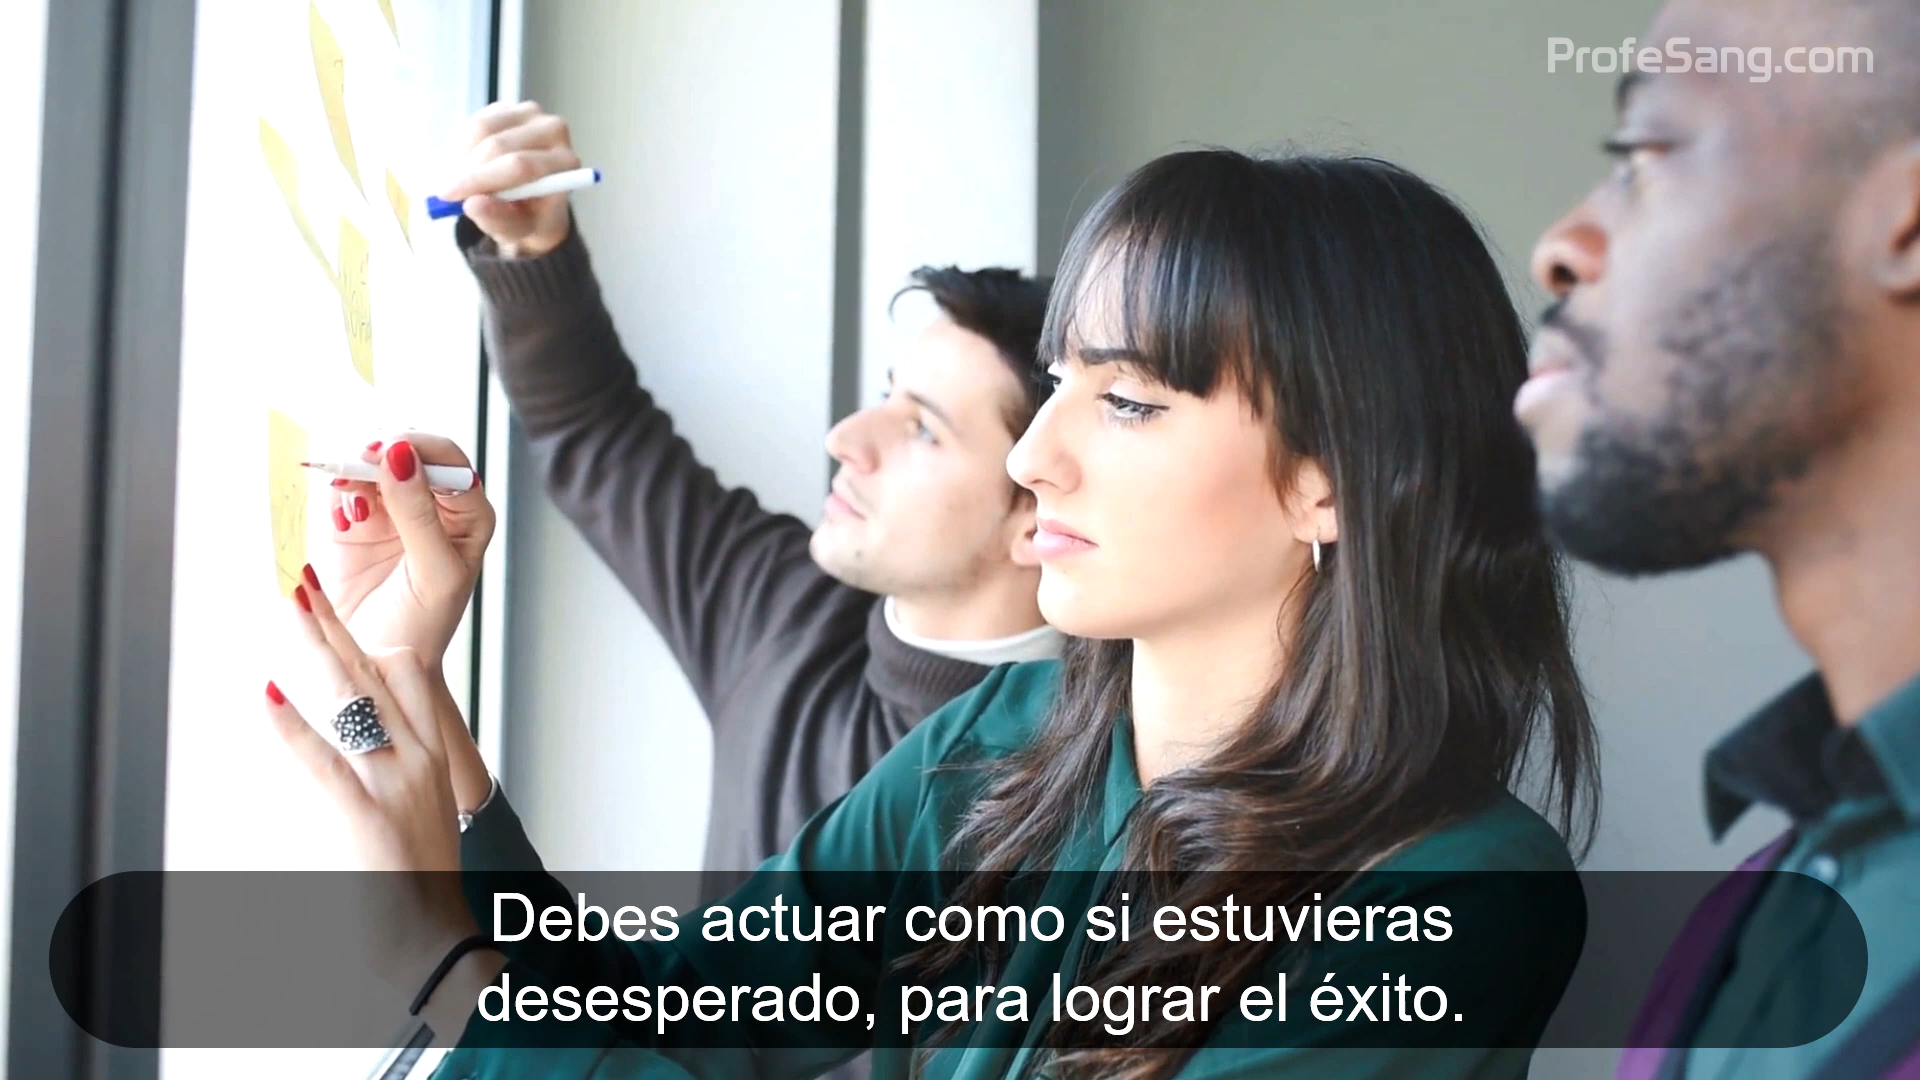 ProfeSang.com
Debes actuar como si estuvieras
desesperado, para lograr el éxito.